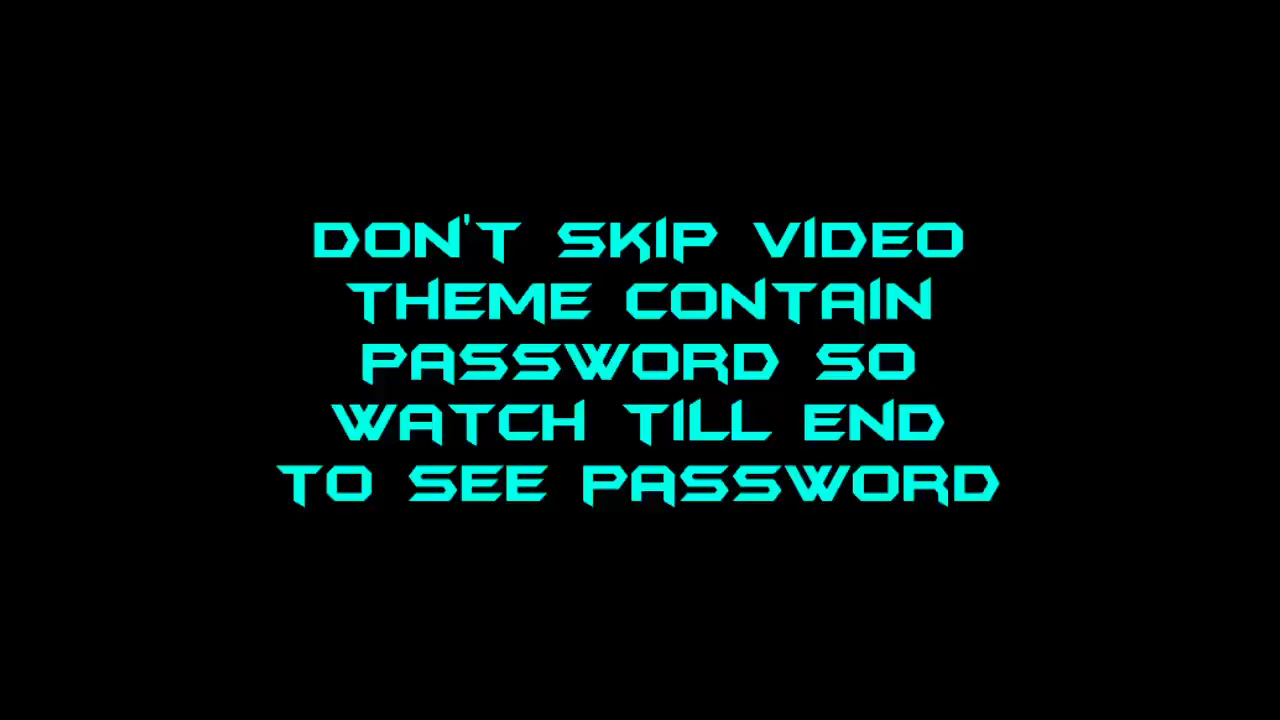 DON'T SKIP VIDEO
THEME CONTAIN
PASSWORD SO
WATCH TILL END
TO SEE PASSWORD